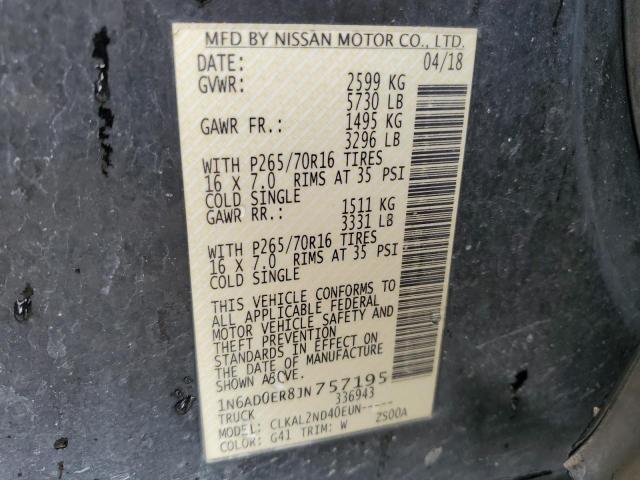 MFD BY NISSAN MOTOR CO., LTD.
DATE: 04/18
GVWR: 2599 KG
5730 LB
GAWR FR.: 1495 KG
3296 LB
WITH P265/70R16 TIRES
16 X 7.0 RIMS AT 35 PSI
COLD SINGLE
GAWR RR.: 1511 KG
3331 LB
WITH P265/70R16 TIRES
16 X 7.0 RIMS AT 35 PSI
COLD SINGLE
THIS VEHICLE CONFORMS TO
ALL APPLICABLE FEDERAL
MOTOR VEHICLE SAFETY AND
THEFT PREVENTION
STANDARDS IN EFFECT ON
THE DATE OF MANUFACTURE
SHOWN ABOVE.
1N6AD0ER8JN757195
TRUCK 336943
MODEL: CLKAL2ND40EUN-----
COLOR: G41 TRIM: W ZS00A